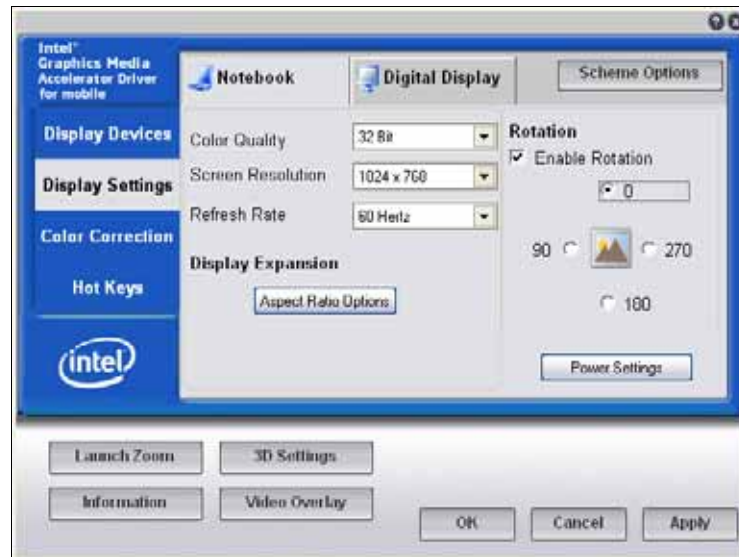 Intel®
Graphics Media
Accelerator Driver
for mobile
Display Devices
Display Settings
Color Correction
Hot Keys
intel
Notebook
Digital Display
Scheme Options
Color Quality
32 Bit
Screen Resolution
1024 x 768
Refresh Rate
60 Hertz
Display Expansion
Aspect Ratio Options
Rotation
Enable Rotation
0
90
270
180
Power Settings
Launch Zoom
3D Settings
Information
Video Overlay
OK
Cancel
Apply